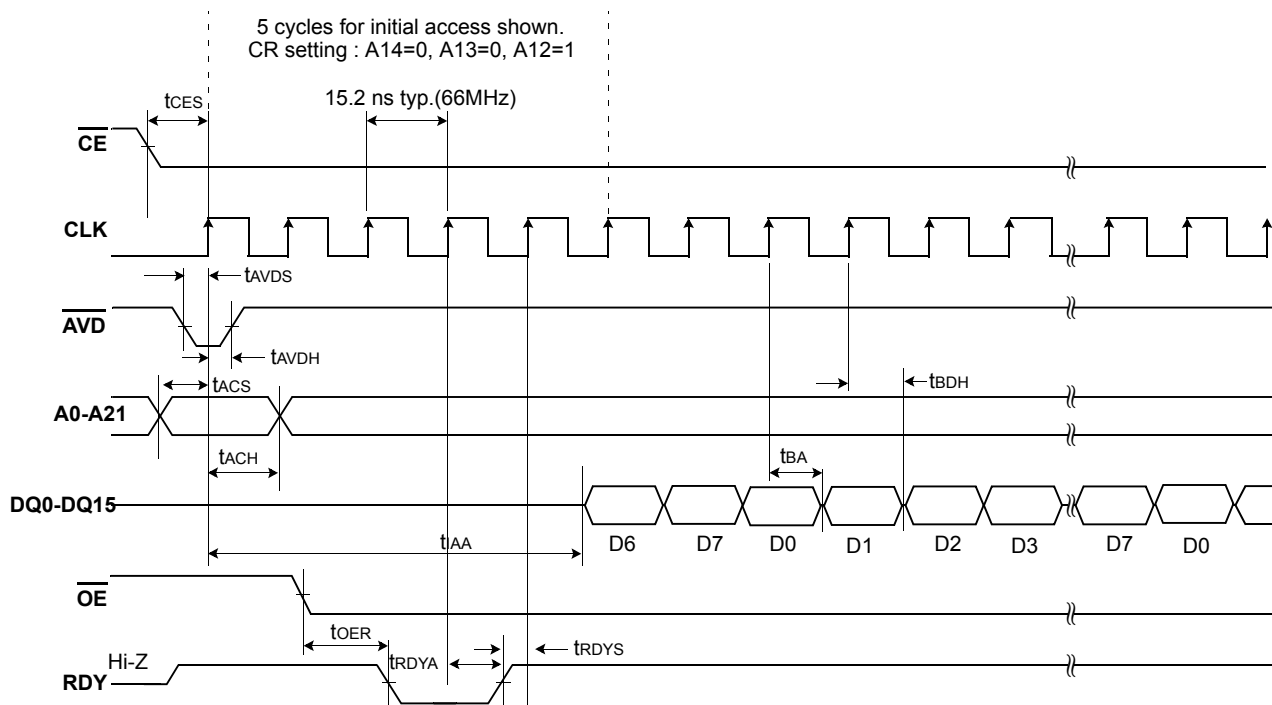 5 cycles for initial access shown.
CR setting : A14=0, A13=0, A12=1
15.2 ns typ.(66MHz)
tCES
CE
CLK
tAVDS
AVD
tAVDH
tACS
tBDH
A0-A21
tACH
tBA
DQ0-DQ15
tIAA
D6 D7 D0 D1 D2 D3 D7 D0
OE
tOER
tRDYS
Hi-Z
tRDYA
RDY